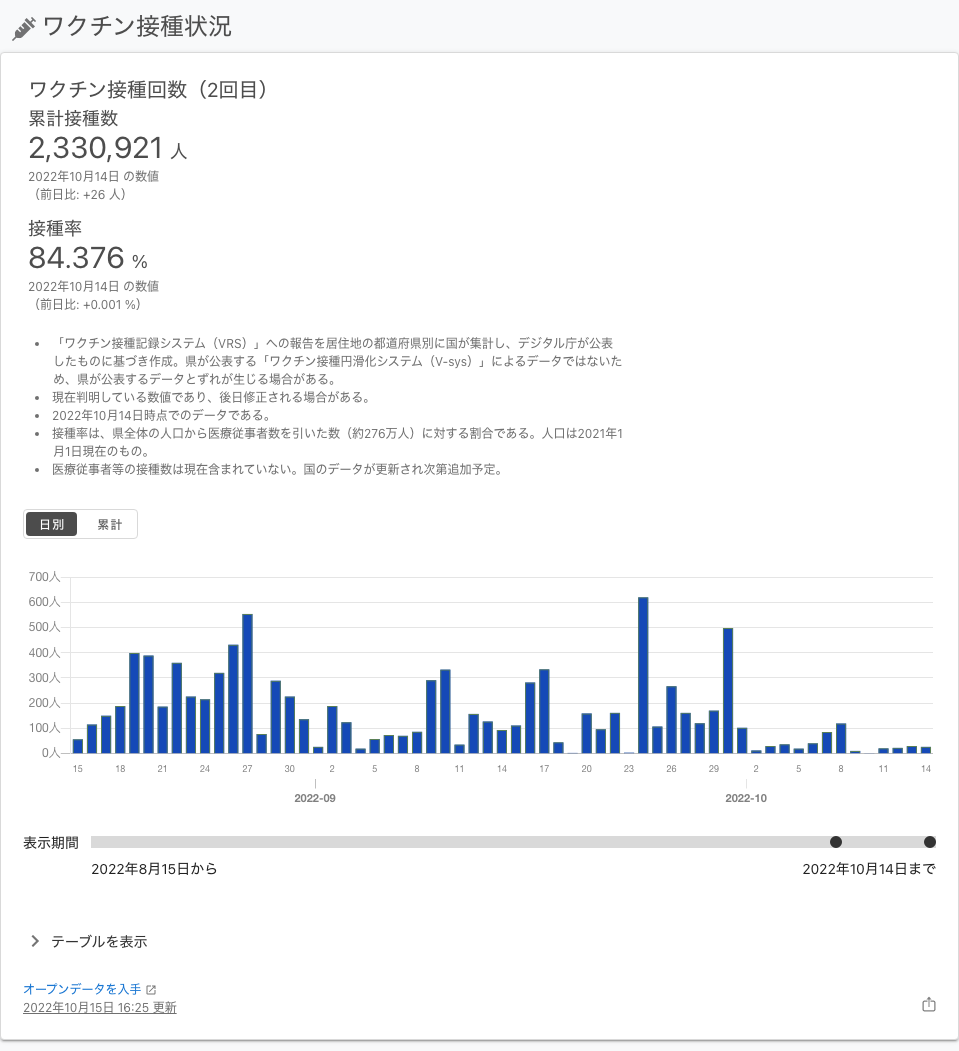 ワクチン接種状況
ワクチン接種回数（2回目）
累計接種数
2,330,921 人
2022年10月14日 の数値
（前日比: +26 人）
接種率
84.376 %
2022年10月14日 の数値
（前日比: +0.001 %）
• 「ワクチン接種記録システム（VRS）」への報告を居住地の都道府県別に国が集計し、デジタル庁が公表
したものに基づき作成。県が公表する「ワクチン接種円滑化システム（V-sys）」によるデータではないた
め、県が公表するデータとずれが生じる場合がある。
• 現在判明している数値であり、後日修正される場合がある。
• 2022年10月14日時点でのデータである。
• 接種率は、県全体の人口から医療従事者数を引いた数（約276万人）に対する割合である。人口は2021年1
月1日現在のもの。
• 医療従事者等の接種数は現在含まれていない。国のデータが更新され次第追加予定。
日別 累計
700人
600人
500人
400人
300人
200人
100人
0人
15 18 21 24 27 30 2 5 8 11 14 17 20 23 26 29 2 5 8 11 14
2022-09 2022-10
表示期間
2022年8月15日から 2022年10月14日まで
テーブルを表示
オープンデータを入手
2022年10月15日 16:25 更新